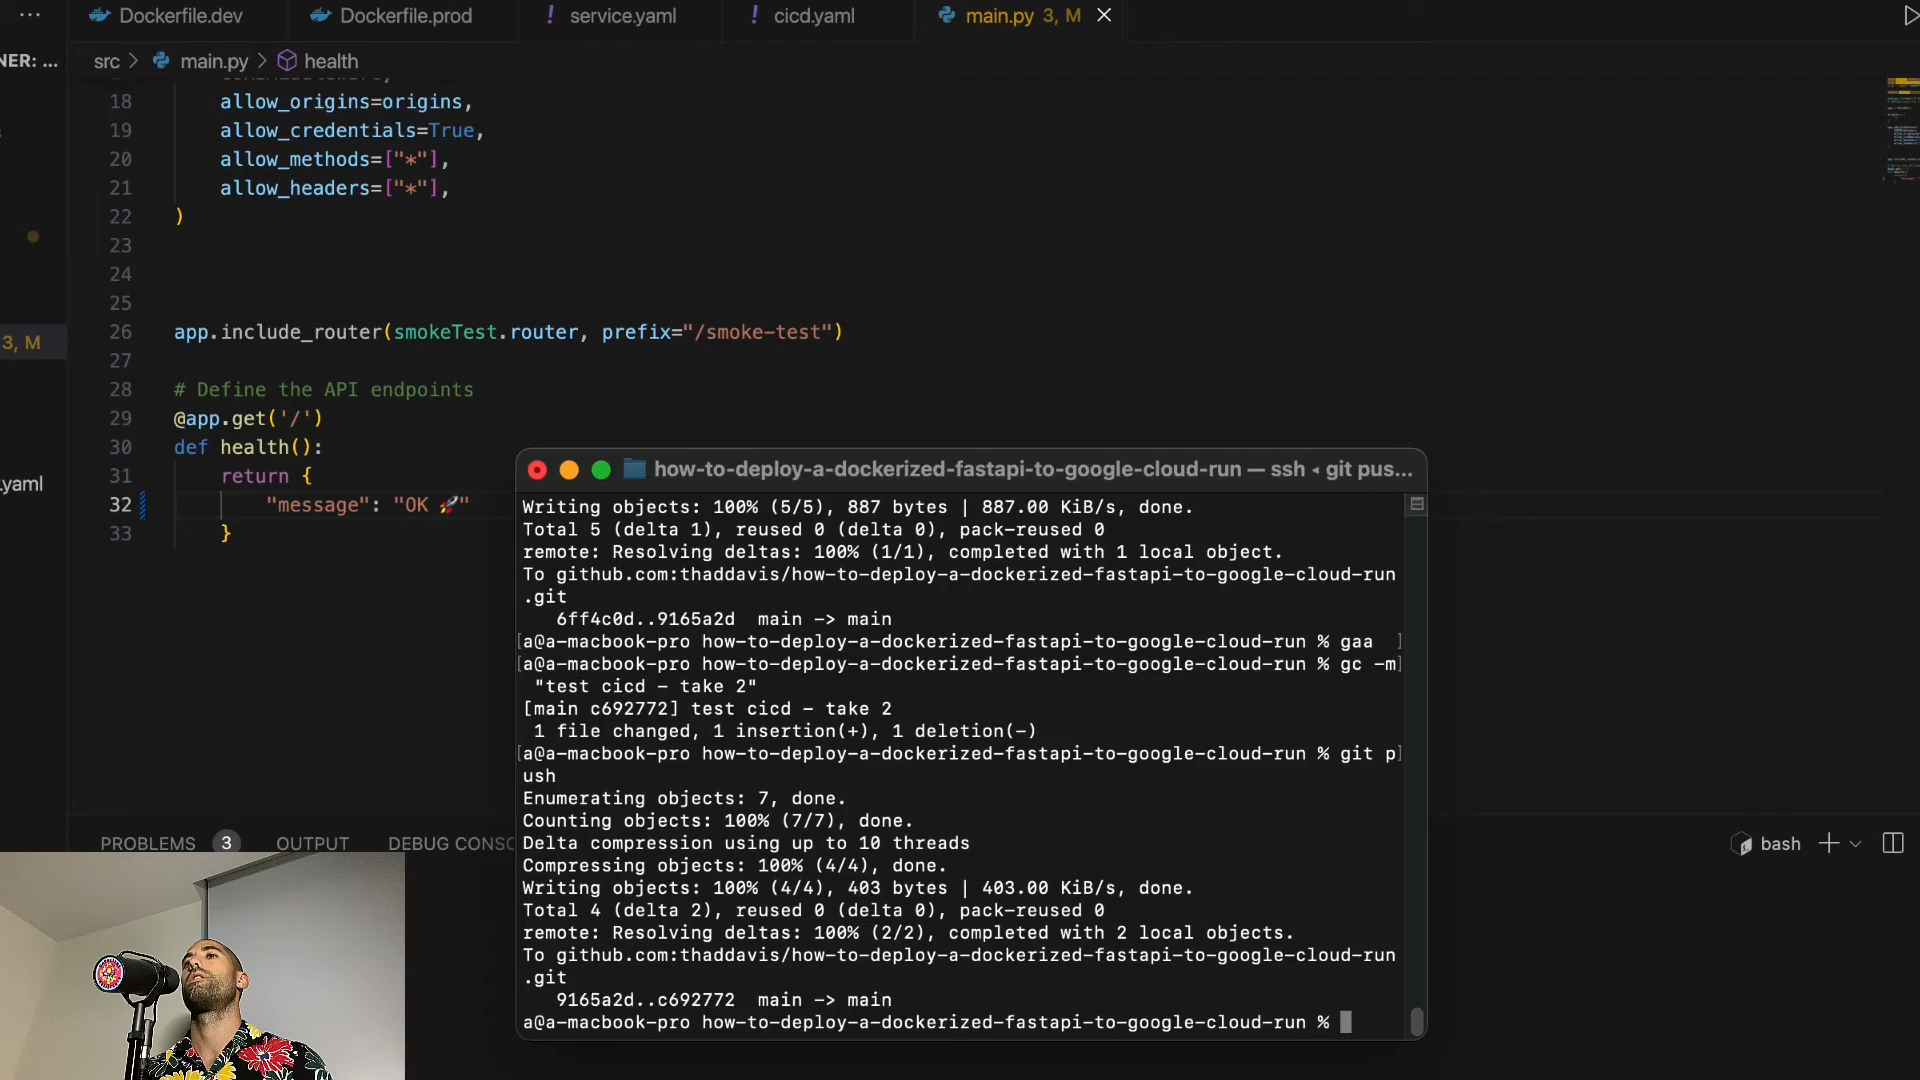 Dockerfile.dev
Dockerfile.prod
! service.yaml
! cicd.yaml
main.py 3, M
NER: ...
src > main.py > health
18 allow_origins=origins,
19 allow_credentials=True,
20 allow_methods=["*"],
21 allow_headers=["*"],
22 )
23
24
25
26 app.include_router(smokeTest.router, prefix="/smoke-test")
3, M
27
28 # Define the API endpoints
29 @app.get('/')
30 def health():
31 return {
.yaml
32 "message": "OK 🚀"
33 }
how-to-deploy-a-dockerized-fastapi-to-google-cloud-run — ssh ◂ git pus...
Writing objects: 100% (5/5), 887 bytes | 887.00 KiB/s, done.
Total 5 (delta 1), reused 0 (delta 0), pack-reused 0
remote: Resolving deltas: 100% (1/1), completed with 1 local object.
To github.com:thaddavis/how-to-deploy-a-dockerized-fastapi-to-google-cloud-run
.git
6ff4c0d..9165a2d main -> main
[a@a-macbook-pro how-to-deploy-a-dockerized-fastapi-to-google-cloud-run % gaa ]
[a@a-macbook-pro how-to-deploy-a-dockerized-fastapi-to-google-cloud-run % gc -m]
"test cicd - take 2"
[main c692772] test cicd - take 2
1 file changed, 1 insertion(+), 1 deletion(-)
[a@a-macbook-pro how-to-deploy-a-dockerized-fastapi-to-google-cloud-run % git p]
ush
Enumerating objects: 7, done.
Counting objects: 100% (7/7), done.
Delta compression using up to 10 threads
Compressing objects: 100% (4/4), done.
Writing objects: 100% (4/4), 403 bytes | 403.00 KiB/s, done.
Total 4 (delta 2), reused 0 (delta 0), pack-reused 0
remote: Resolving deltas: 100% (2/2), completed with 2 local objects.
To github.com:thaddavis/how-to-deploy-a-dockerized-fastapi-to-google-cloud-run
.git
9165a2d..c692772 main -> main
a@a-macbook-pro how-to-deploy-a-dockerized-fastapi-to-google-cloud-run %
PROBLEMS 3 OUTPUT DEBUG CONSO
bash